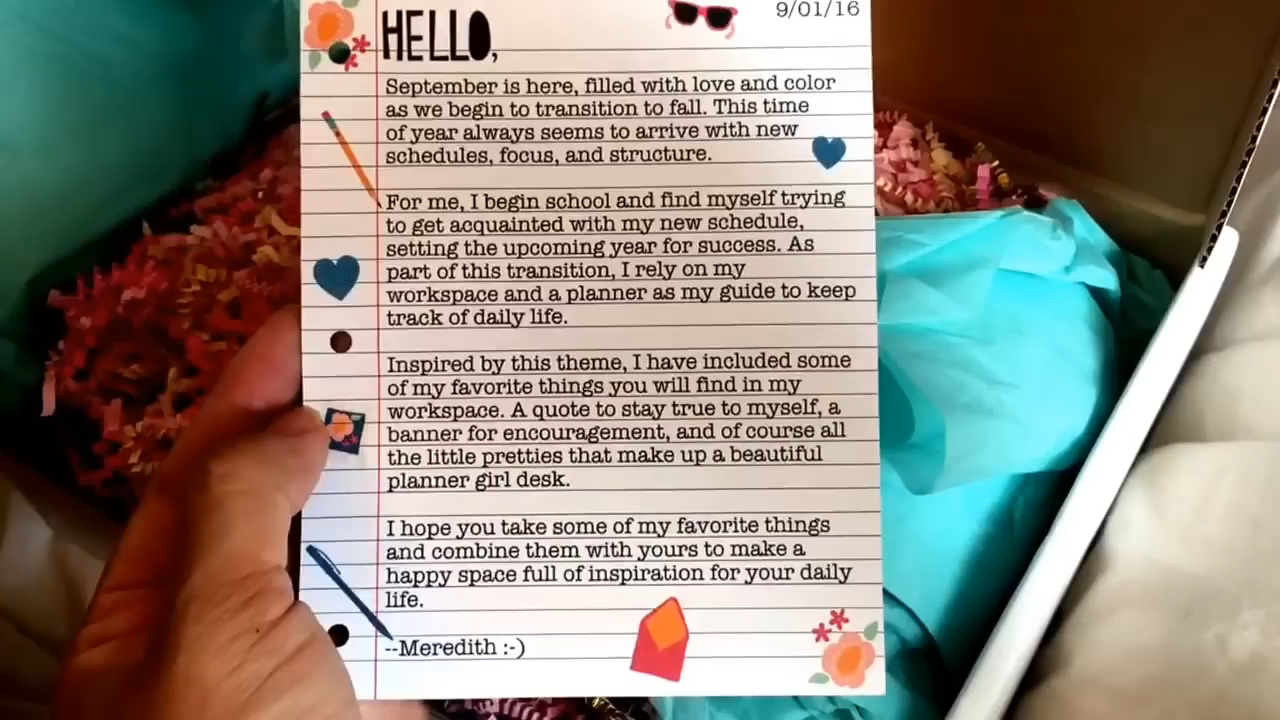 9/01/16
HELLO,
September is here, filled with love and color
as we begin to transition to fall. This time
of year always seems to arrive with new
schedules, focus, and structure.
For me, I begin school and find myself trying
to get acquainted with my new schedule,
setting the upcoming year for success. As
part of this transition, I rely on my
workspace and a planner as my guide to keep
track of daily life.
Inspired by this theme, I have included some
of my favorite things you will find in my
workspace. A quote to stay true to myself, a
banner for encouragement, and of course all
the little pretties that make up a beautiful
planner girl desk.
I hope you take some of my favorite things
and combine them with yours to make a
happy space full of inspiration for your daily
life.
--Meredith :-)